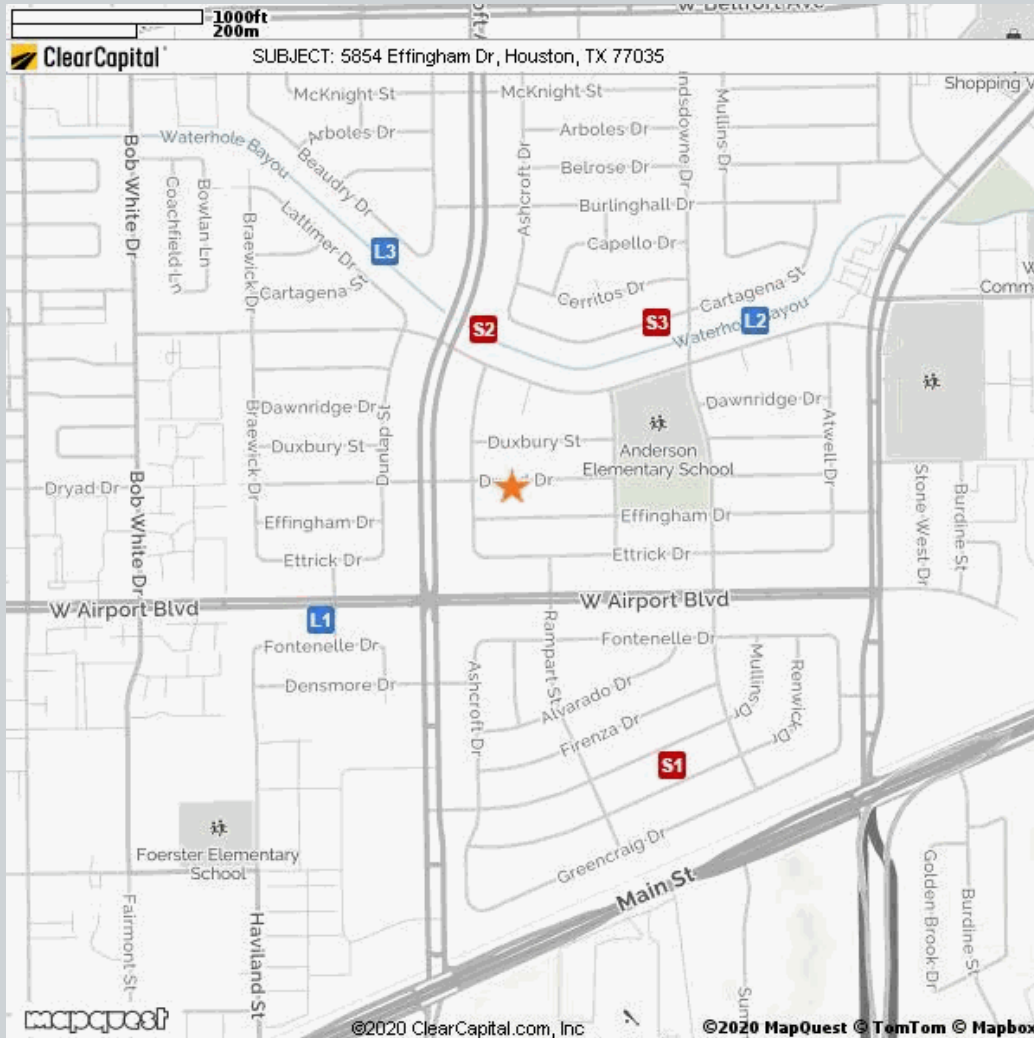 1000ft
200m
W Bellfort Ave
ClearCapital
SUBJECT: 5854 Effingham Dr, Houston, TX 77035
McKnight St
McKnight St
Shopping
Mullins Dr
Arboles Dr
Arboles Dr
Waterhole Bayou
Bob White Dr
Beaudry Dr
Ashcroft Dr
Belrose Dr
Bowlan Ln
Coachfield Ln
Braewick Dr
Lattimer Dr
Burlinghall Dr
L3
Capello Dr
Cartagena St
Cerritos Dr
Cartagena St
S2
S3
L2
Waterhole Bayou
Dawnridge Dr
Dawnridge Dr
Braewick Dr
Dunlap St
Duxbury St
Duxbury St
Anderson
Elementary School
Atwell Dr
Dryad Dr
Bob White Dr
Effingham Dr
Effingham Dr
Stone West Dr
Burdine St
Ettrick Dr
Ettrick Dr
W Airport Blvd
W Airport Blvd
L1
Fontenelle Dr
Fontenelle Dr
Rampart St
Mullins Dr
Renwick Dr
Densmore Dr
Ashcroft Dr
Alvarado Dr
Firenza Dr
S1
Foerster Elementary
School
Greencraig Dr
Main St
Fairmont St
Haviland St
Golden Brook Dr
Burdine St
mapquest
©2020 ClearCapital.com, Inc
©2020 MapQuest © TomTom © Mapbox